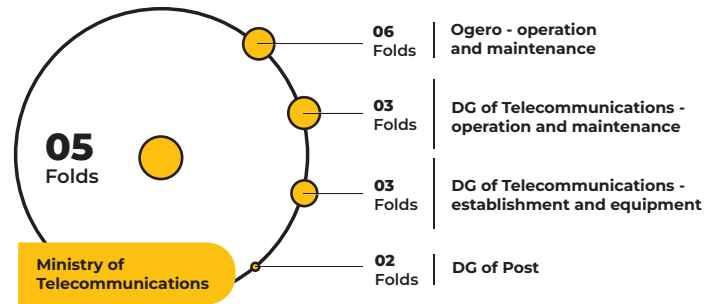 05
Folds
Ministry of
Telecommunications
06
Folds
Ogero - operation
and maintenance
03
Folds
DG of Telecommunications -
operation and maintenance
03
Folds
DG of Telecommunications -
establishment and equipment
02
Folds
DG of Post